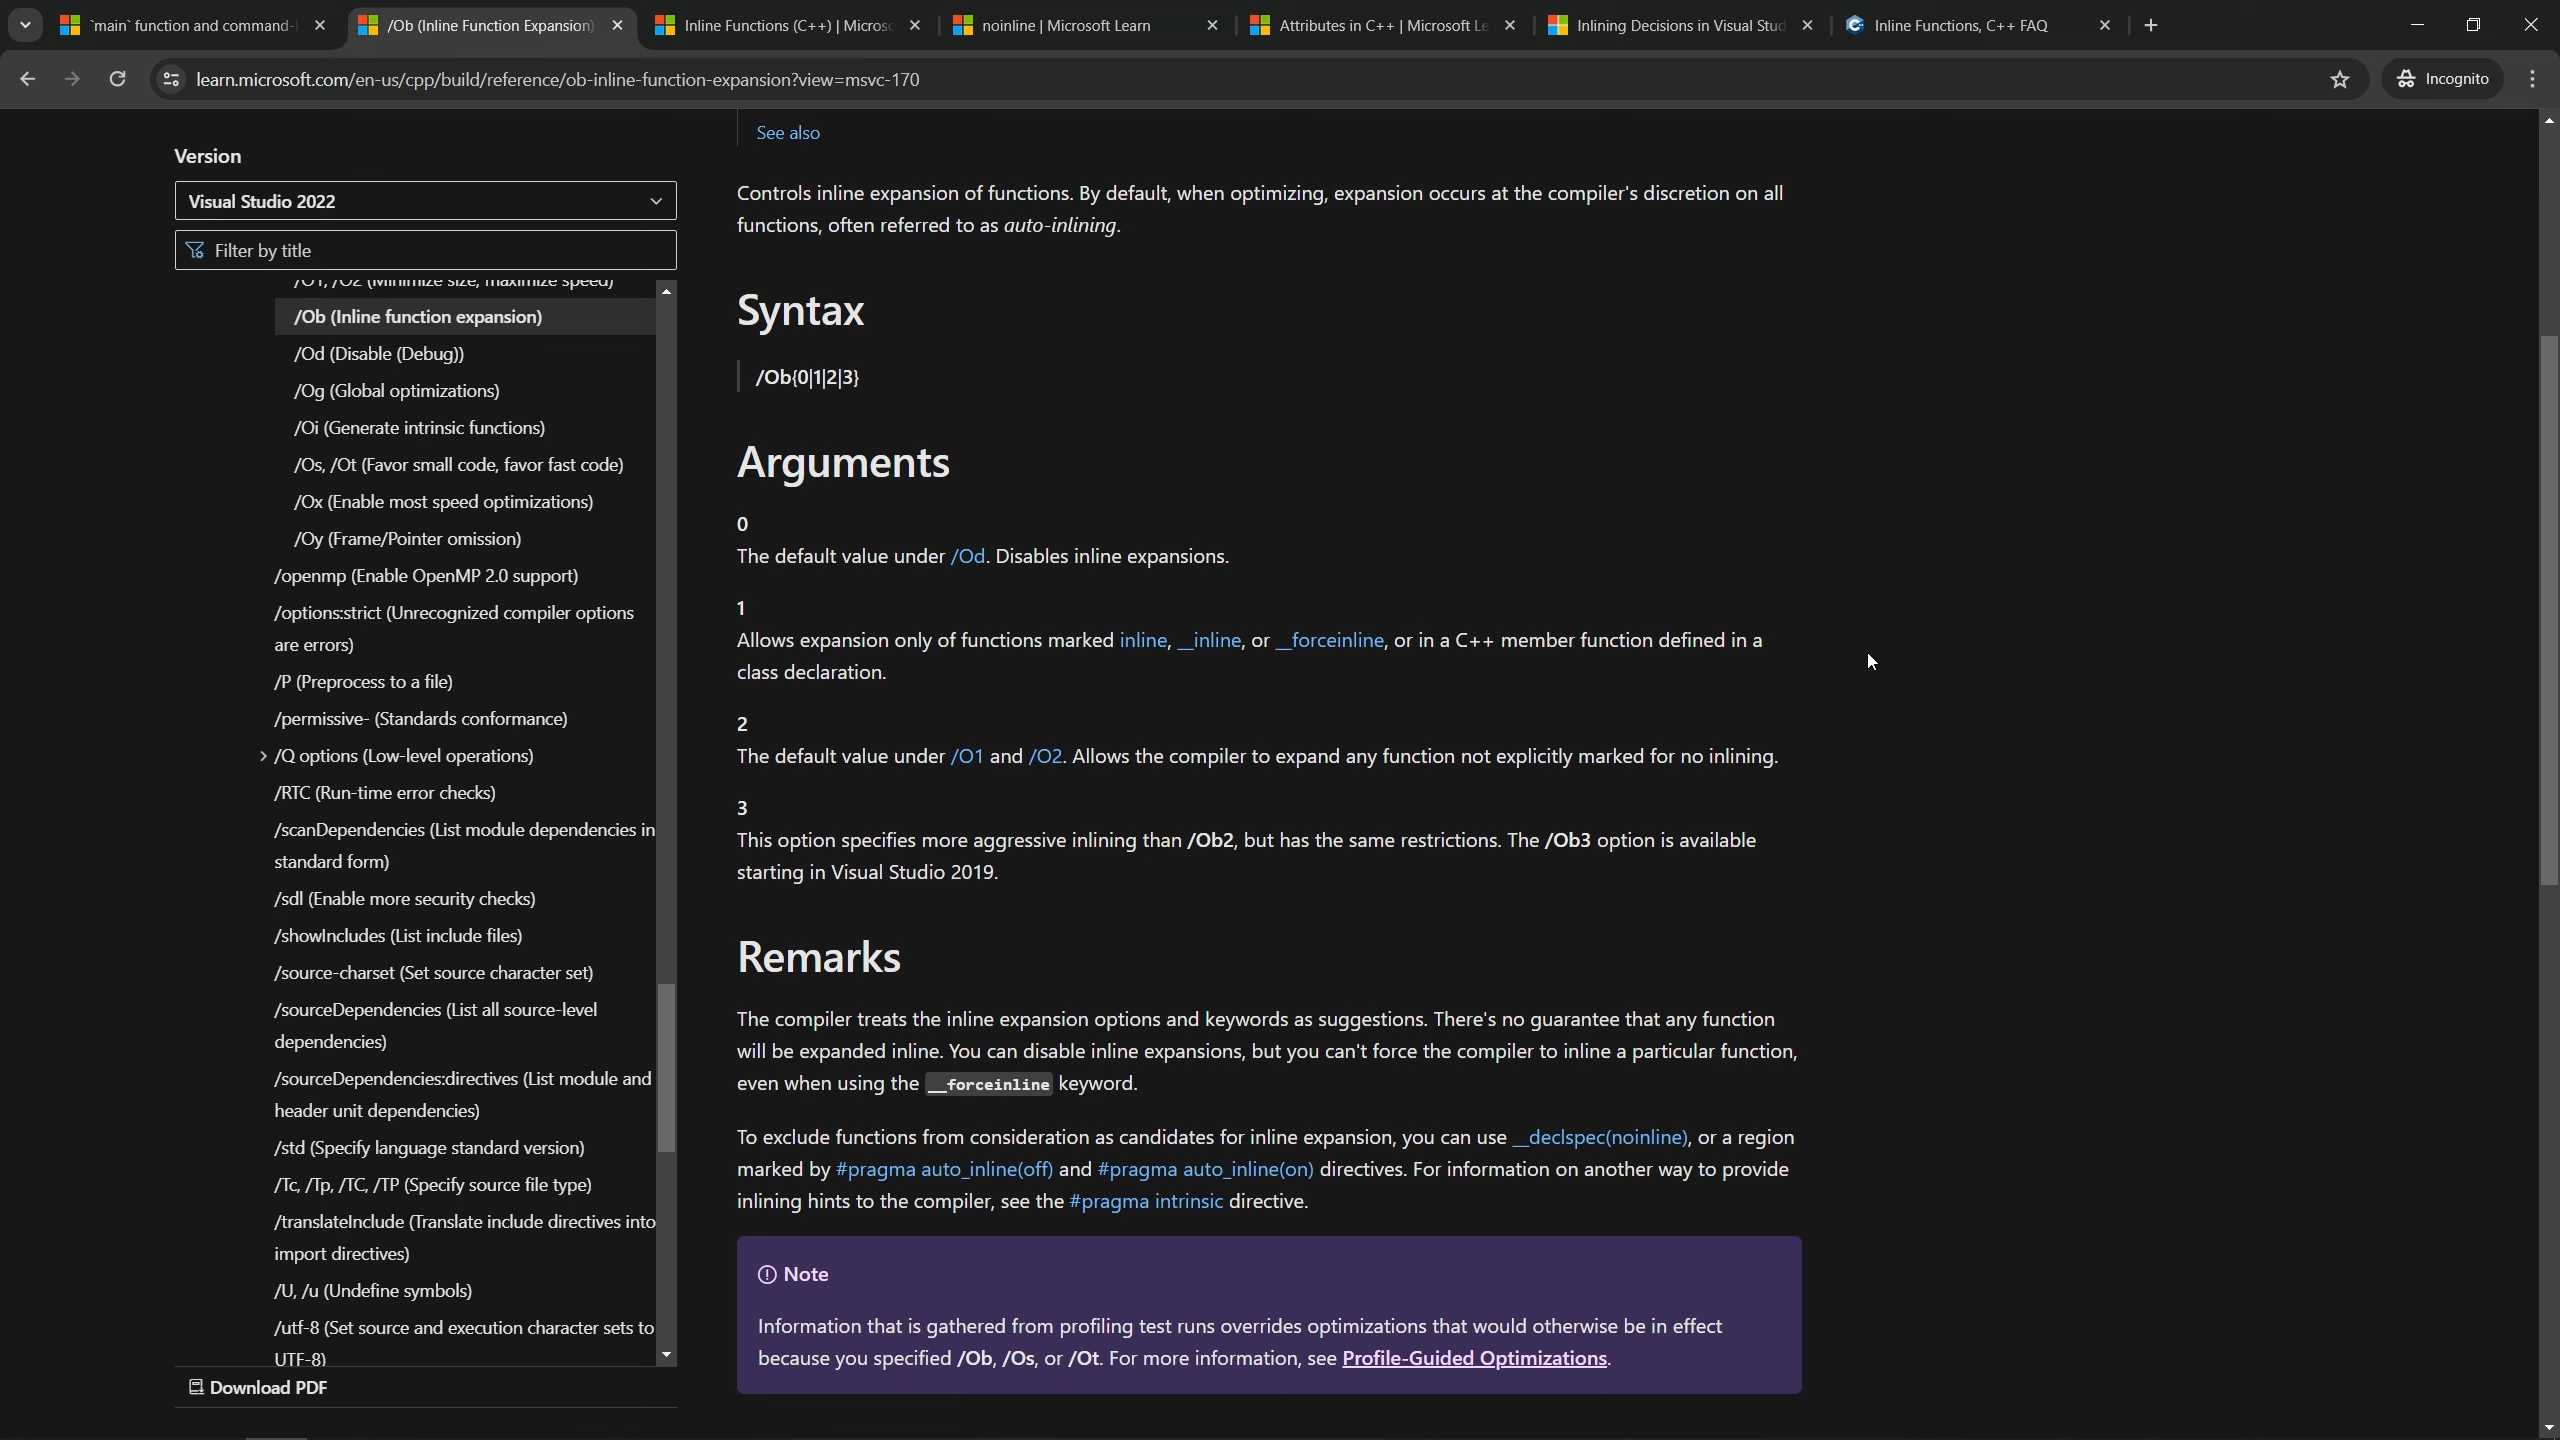 `main` function and command-l
/Ob (Inline Function Expansion)
Inline Functions (C++) | Microso
noinline | Microsoft Learn
Attributes in C++ | Microsoft Le
Inlining Decisions in Visual Stud
Inline Functions, C++ FAQ
learn.microsoft.com/en-us/cpp/build/reference/ob-inline-function-expansion?view=msvc-170
Incognito
Version
Visual Studio 2022
Filter by title
/O1, /O2 (Minimize size, maximize speed)
/Ob (Inline function expansion)
/Od (Disable (Debug))
/Og (Global optimizations)
/Oi (Generate intrinsic functions)
/Os, /Ot (Favor small code, favor fast code)
/Ox (Enable most speed optimizations)
/Oy (Frame/Pointer omission)
/openmp (Enable OpenMP 2.0 support)
/options:strict (Unrecognized compiler options
are errors)
/P (Preprocess to a file)
/permissive- (Standards conformance)
/Q options (Low-level operations)
/RTC (Run-time error checks)
/scanDependencies (List module dependencies in
standard form)
/sdl (Enable more security checks)
/showIncludes (List include files)
/source-charset (Set source character set)
/sourceDependencies (List all source-level
dependencies)
/sourceDependencies:directives (List module and
header unit dependencies)
/std (Specify language standard version)
/Tc, /Tp, /TC, /TP (Specify source file type)
/translateInclude (Translate include directives into
import directives)
/U, /u (Undefine symbols)
/utf-8 (Set source and execution character sets to
UTF-8)
Download PDF
See also
Controls inline expansion of functions. By default, when optimizing, expansion occurs at the compiler's discretion on all
functions, often referred to as auto-inlining.
Syntax
/Ob{0|1|2|3}
Arguments
0
The default value under /Od. Disables inline expansions.
1
Allows expansion only of functions marked inline, __inline, or __forceinline, or in a C++ member function defined in a
class declaration.
2
The default value under /O1 and /O2. Allows the compiler to expand any function not explicitly marked for no inlining.
3
This option specifies more aggressive inlining than /Ob2, but has the same restrictions. The /Ob3 option is available
starting in Visual Studio 2019.
Remarks
The compiler treats the inline expansion options and keywords as suggestions. There's no guarantee that any function
will be expanded inline. You can disable inline expansions, but you can't force the compiler to inline a particular function,
even when using the __forceinline keyword.
To exclude functions from consideration as candidates for inline expansion, you can use __declspec(noinline), or a region
marked by #pragma auto_inline(off) and #pragma auto_inline(on) directives. For information on another way to provide
inlining hints to the compiler, see the #pragma intrinsic directive.
Note
Information that is gathered from profiling test runs overrides optimizations that would otherwise be in effect
because you specified /Ob, /Os, or /Ot. For more information, see Profile-Guided Optimizations.